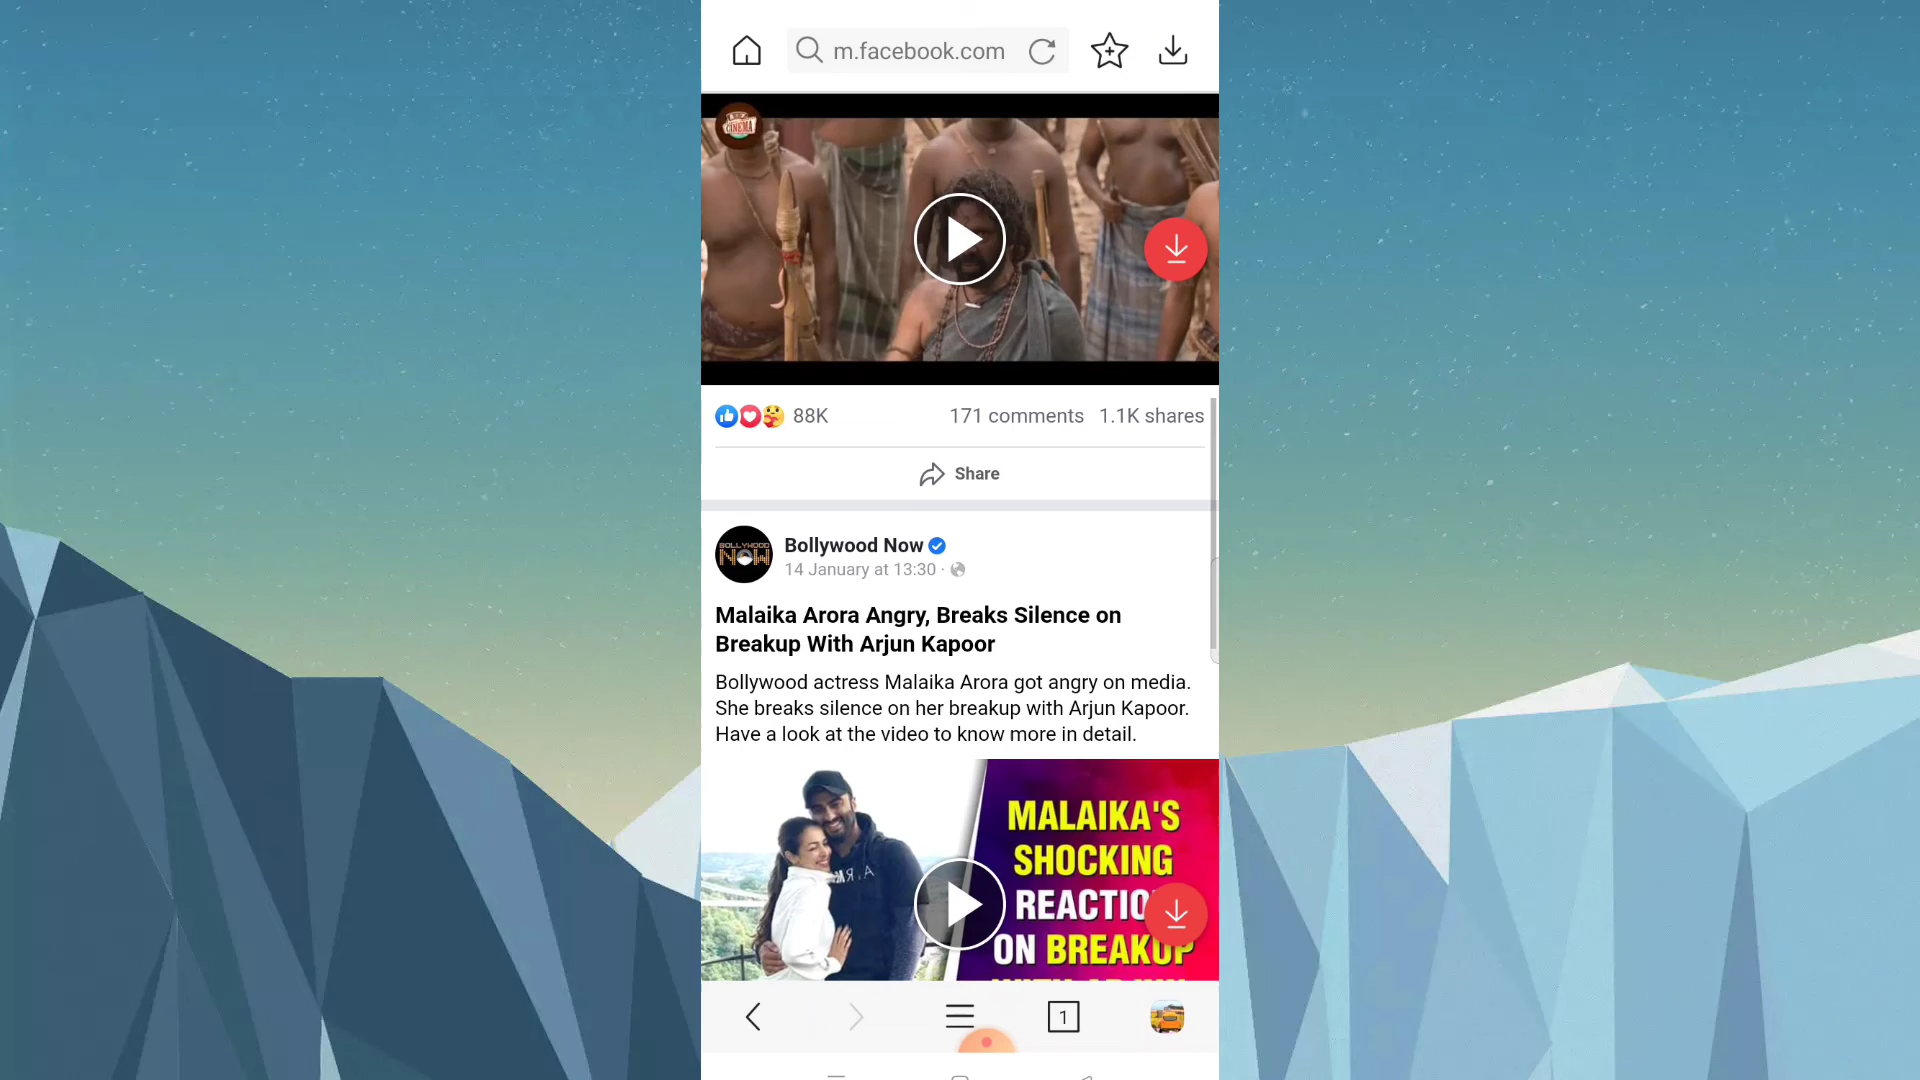 m.facebook.com
CINEMA
88K
171 comments
1.1K shares
Share
BOLLYWOOD
NOW
Bollywood Now
14 January at 13:30 ·
Malaika Arora Angry, Breaks Silence on
Breakup With Arjun Kapoor
Bollywood actress Malaika Arora got angry on media.
She breaks silence on her breakup with Arjun Kapoor.
Have a look at the video to know more in detail.
MALAIKA'S
SHOCKING
ON BREAKUP
1